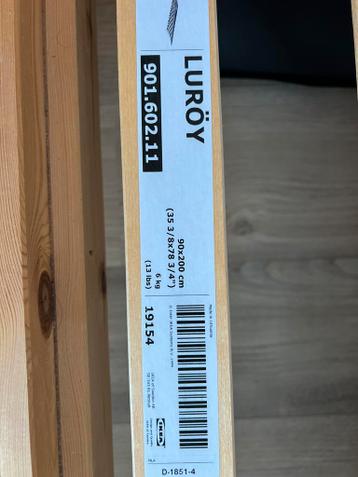 LURÖY
901.602.11
90x200 cm
(35 3/8x78 3/4")
6 kg
(13 lbs)
19154
IKEA
D-1851-4